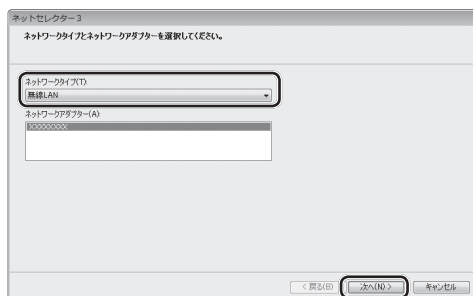 ネットセレクター3
ネットワークタイプとネットワークアダプターを選択してください。
ネットワークタイプ(T):
無線LAN
ネットワークアダプター(A):
XXXXXXXX
< 戻る(B)
次へ(N) >
キャンセル